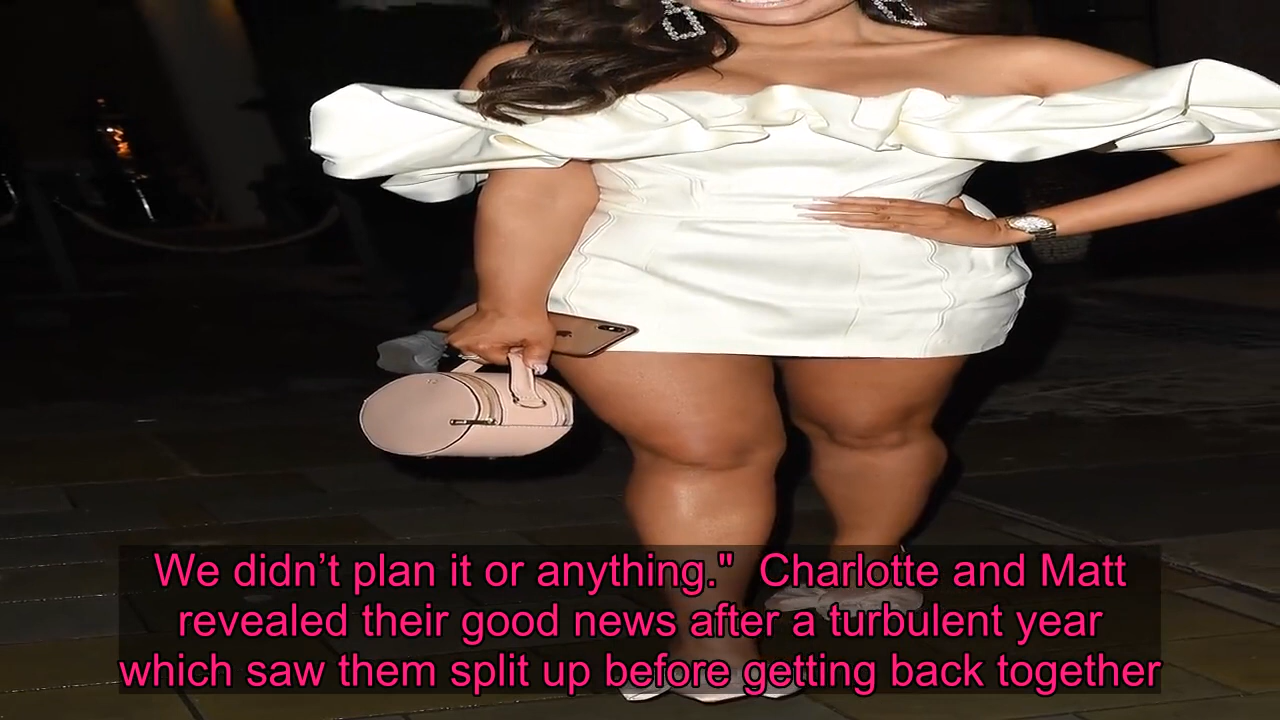 We didn’t plan it or anything."  Charlotte and Matt
revealed their good news after a turbulent year
which saw them split up before getting back together